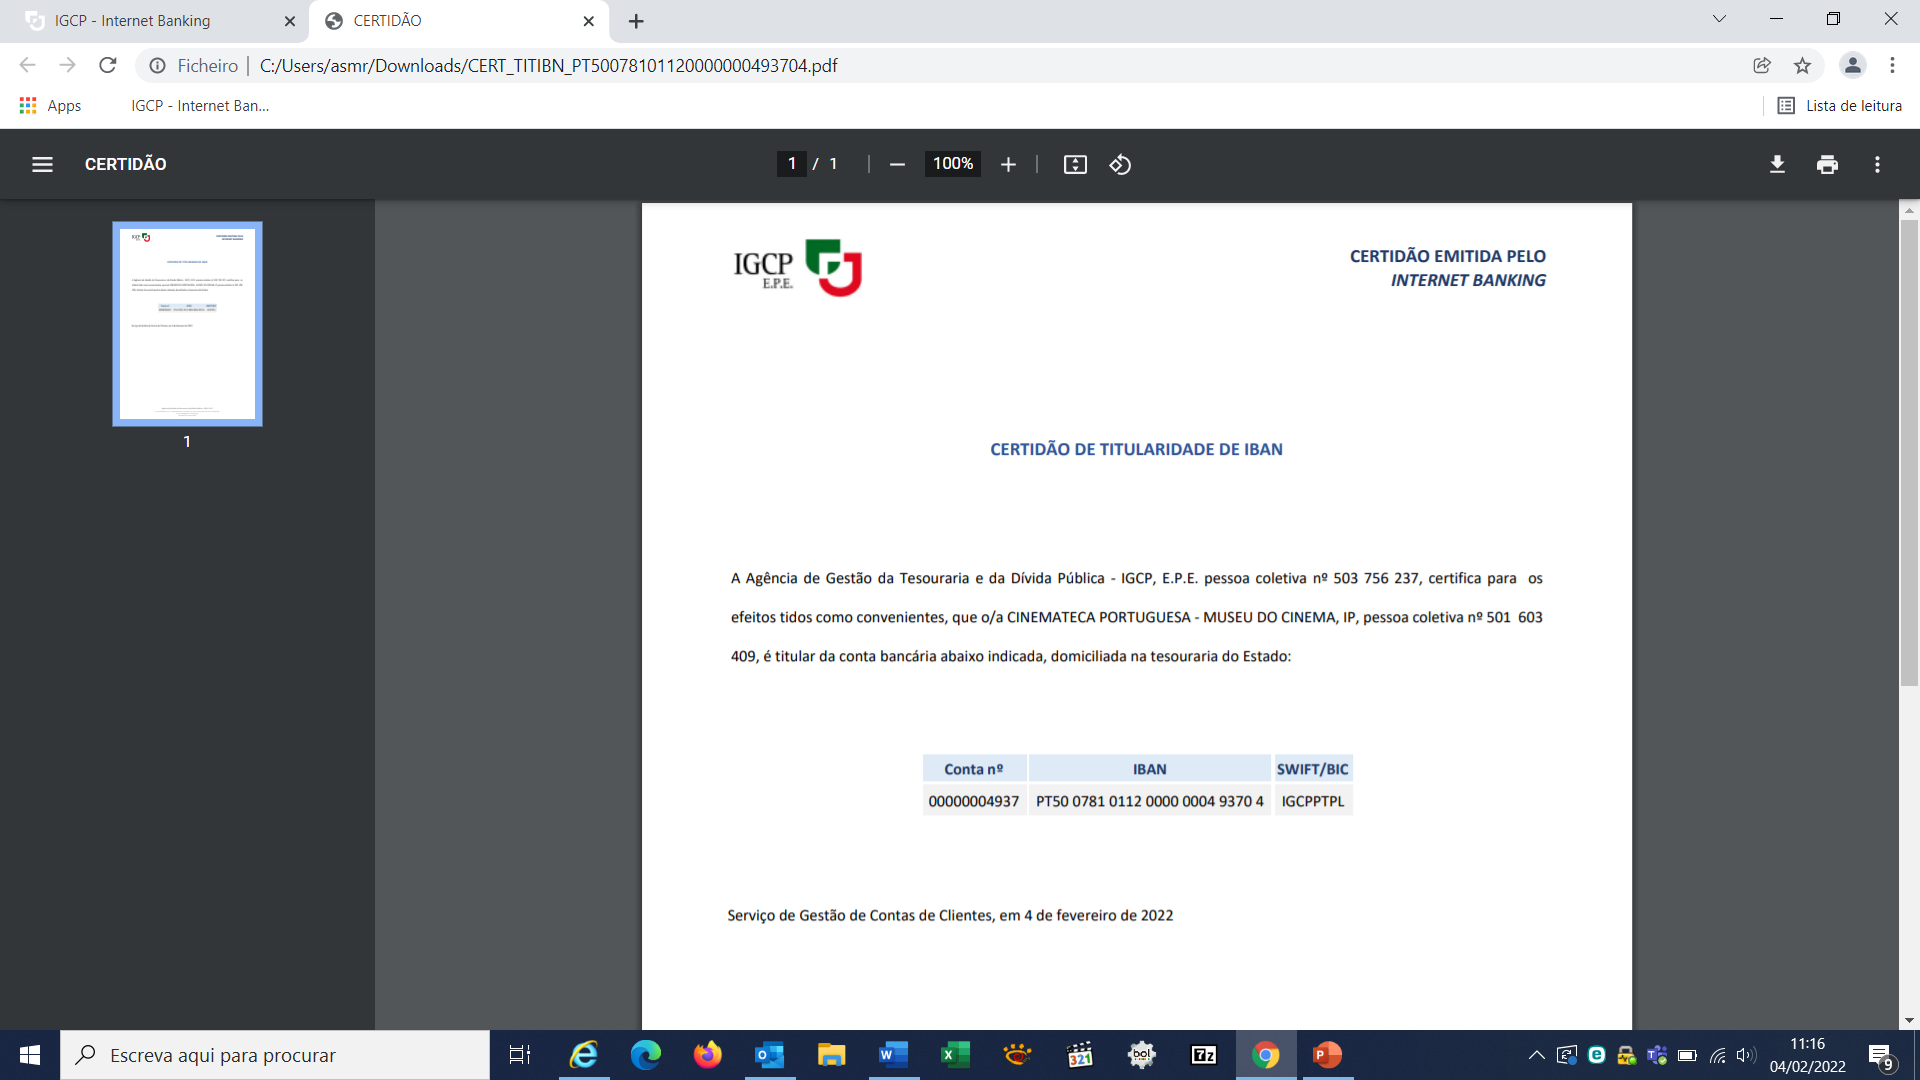 IGCP - Internet Banking
CERTIDÃO
Ficheiro
C:/Users/asmr/Downloads/CERT_TITIBN_PT50078101120000000493704.pdf
Apps
IGCP - Internet Ban...
Lista de leitura
CERTIDÃO
1 / 1
100%
1
IGCP
E.P.E.
CERTIDÃO EMITIDA PELO
INTERNET BANKING
CERTIDÃO DE TITULARIDADE DE IBAN
A Agência de Gestão da Tesouraria e da Dívida Pública - IGCP, E.P.E. pessoa coletiva nº 503 756 237, certifica para os
efeitos tidos como convenientes, que o/a CINEMATECA PORTUGUESA - MUSEU DO CINEMA, IP, pessoa coletiva nº 501 603
409, é titular da conta bancária abaixo indicada, domiciliada na tesouraria do Estado:
Conta nº IBAN SWIFT/BIC
00000004937 PT50 0781 0112 0000 0004 9370 4 IGCPPTPL
Serviço de Gestão de Contas de Clientes, em 4 de fevereiro de 2022
Escreva aqui para procurar
321
bol
7z
11:16
04/02/2022
9